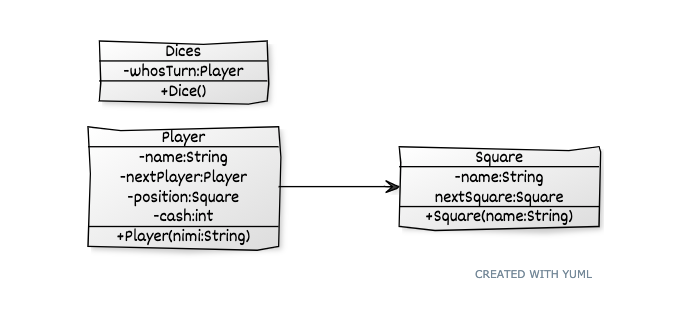 Dices
-whosTurn:Player
+Dice()
Player
-name:String
-nextPlayer:Player
-position:Square
-cash:int
+Player(nimi:String)
Square
-name:String
nextSquare:Square
+Square(name:String)
CREATED WITH YUML